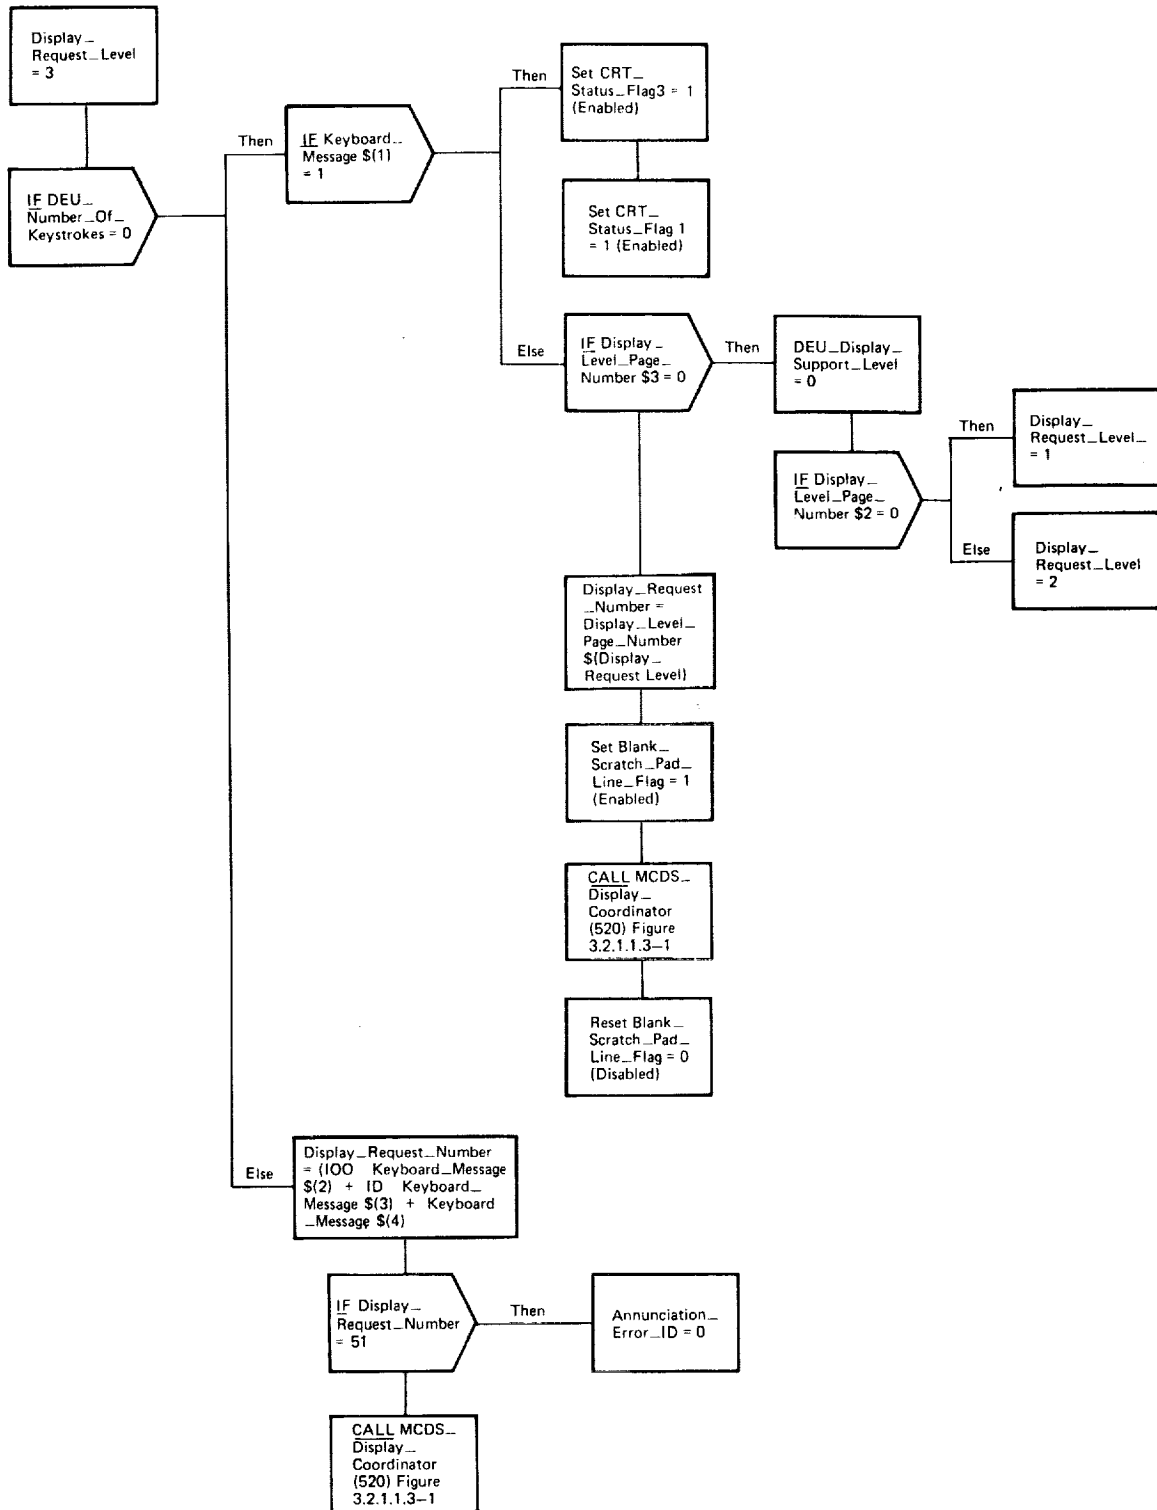 Display_
Request_Level
= 3
IF DEU_
Number_Of_
Keystrokes = 0
Then
IF Keyboard_
Message $(1)
= 1
Then
Set CRT_
Status_Flag3 = 1
(Enabled)
Set CRT_
Status_Flag 1
= 1 (Enabled)
Else
IF Display_
Level_Page_
Number $3 = 0
Then
DEU_Display_
Support_Level
= 0
IF Display_
Level_Page_
Number $2 = 0
Then
Display_
Request_Level_
= 1
Else
Display_
Request_Level
= 2
Display_Request
_Number =
Display_Level_
Page_Number
$(Display_
Request Level)
Set Blank_
Scratch_Pad_
Line_Flag = 1
(Enabled)
CALL MCDS_
Display_
Coordinator
(520) Figure
3.2.1.1.3–1
Reset Blank_
Scratch_Pad_
Line_Flag = 0
(Disabled)
Else
Display_Request_Number
= (IOO Keyboard_Message
$(2) + ID Keyboard_
Message $(3) + Keyboard
_Message $(4)
IF Display_
Request_Number
= 51
Then
Annunciation_
Error_ID = 0
CALL MCDS_
Display_
Coordinator
(520) Figure
3.2.1.1.3–1